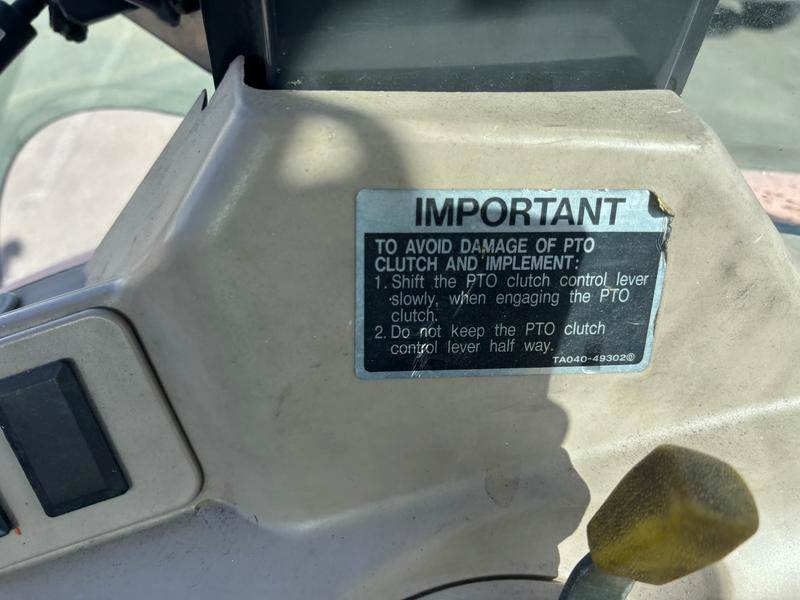 IMPORTANT
TO AVOID DAMAGE OF PTO
CLUTCH AND IMPLEMENT:
1. Shift the PTO clutch control lever
slowly, when engaging the PTO
clutch.
2. Do not keep the PTO clutch
control lever half way.
TA040-49302①